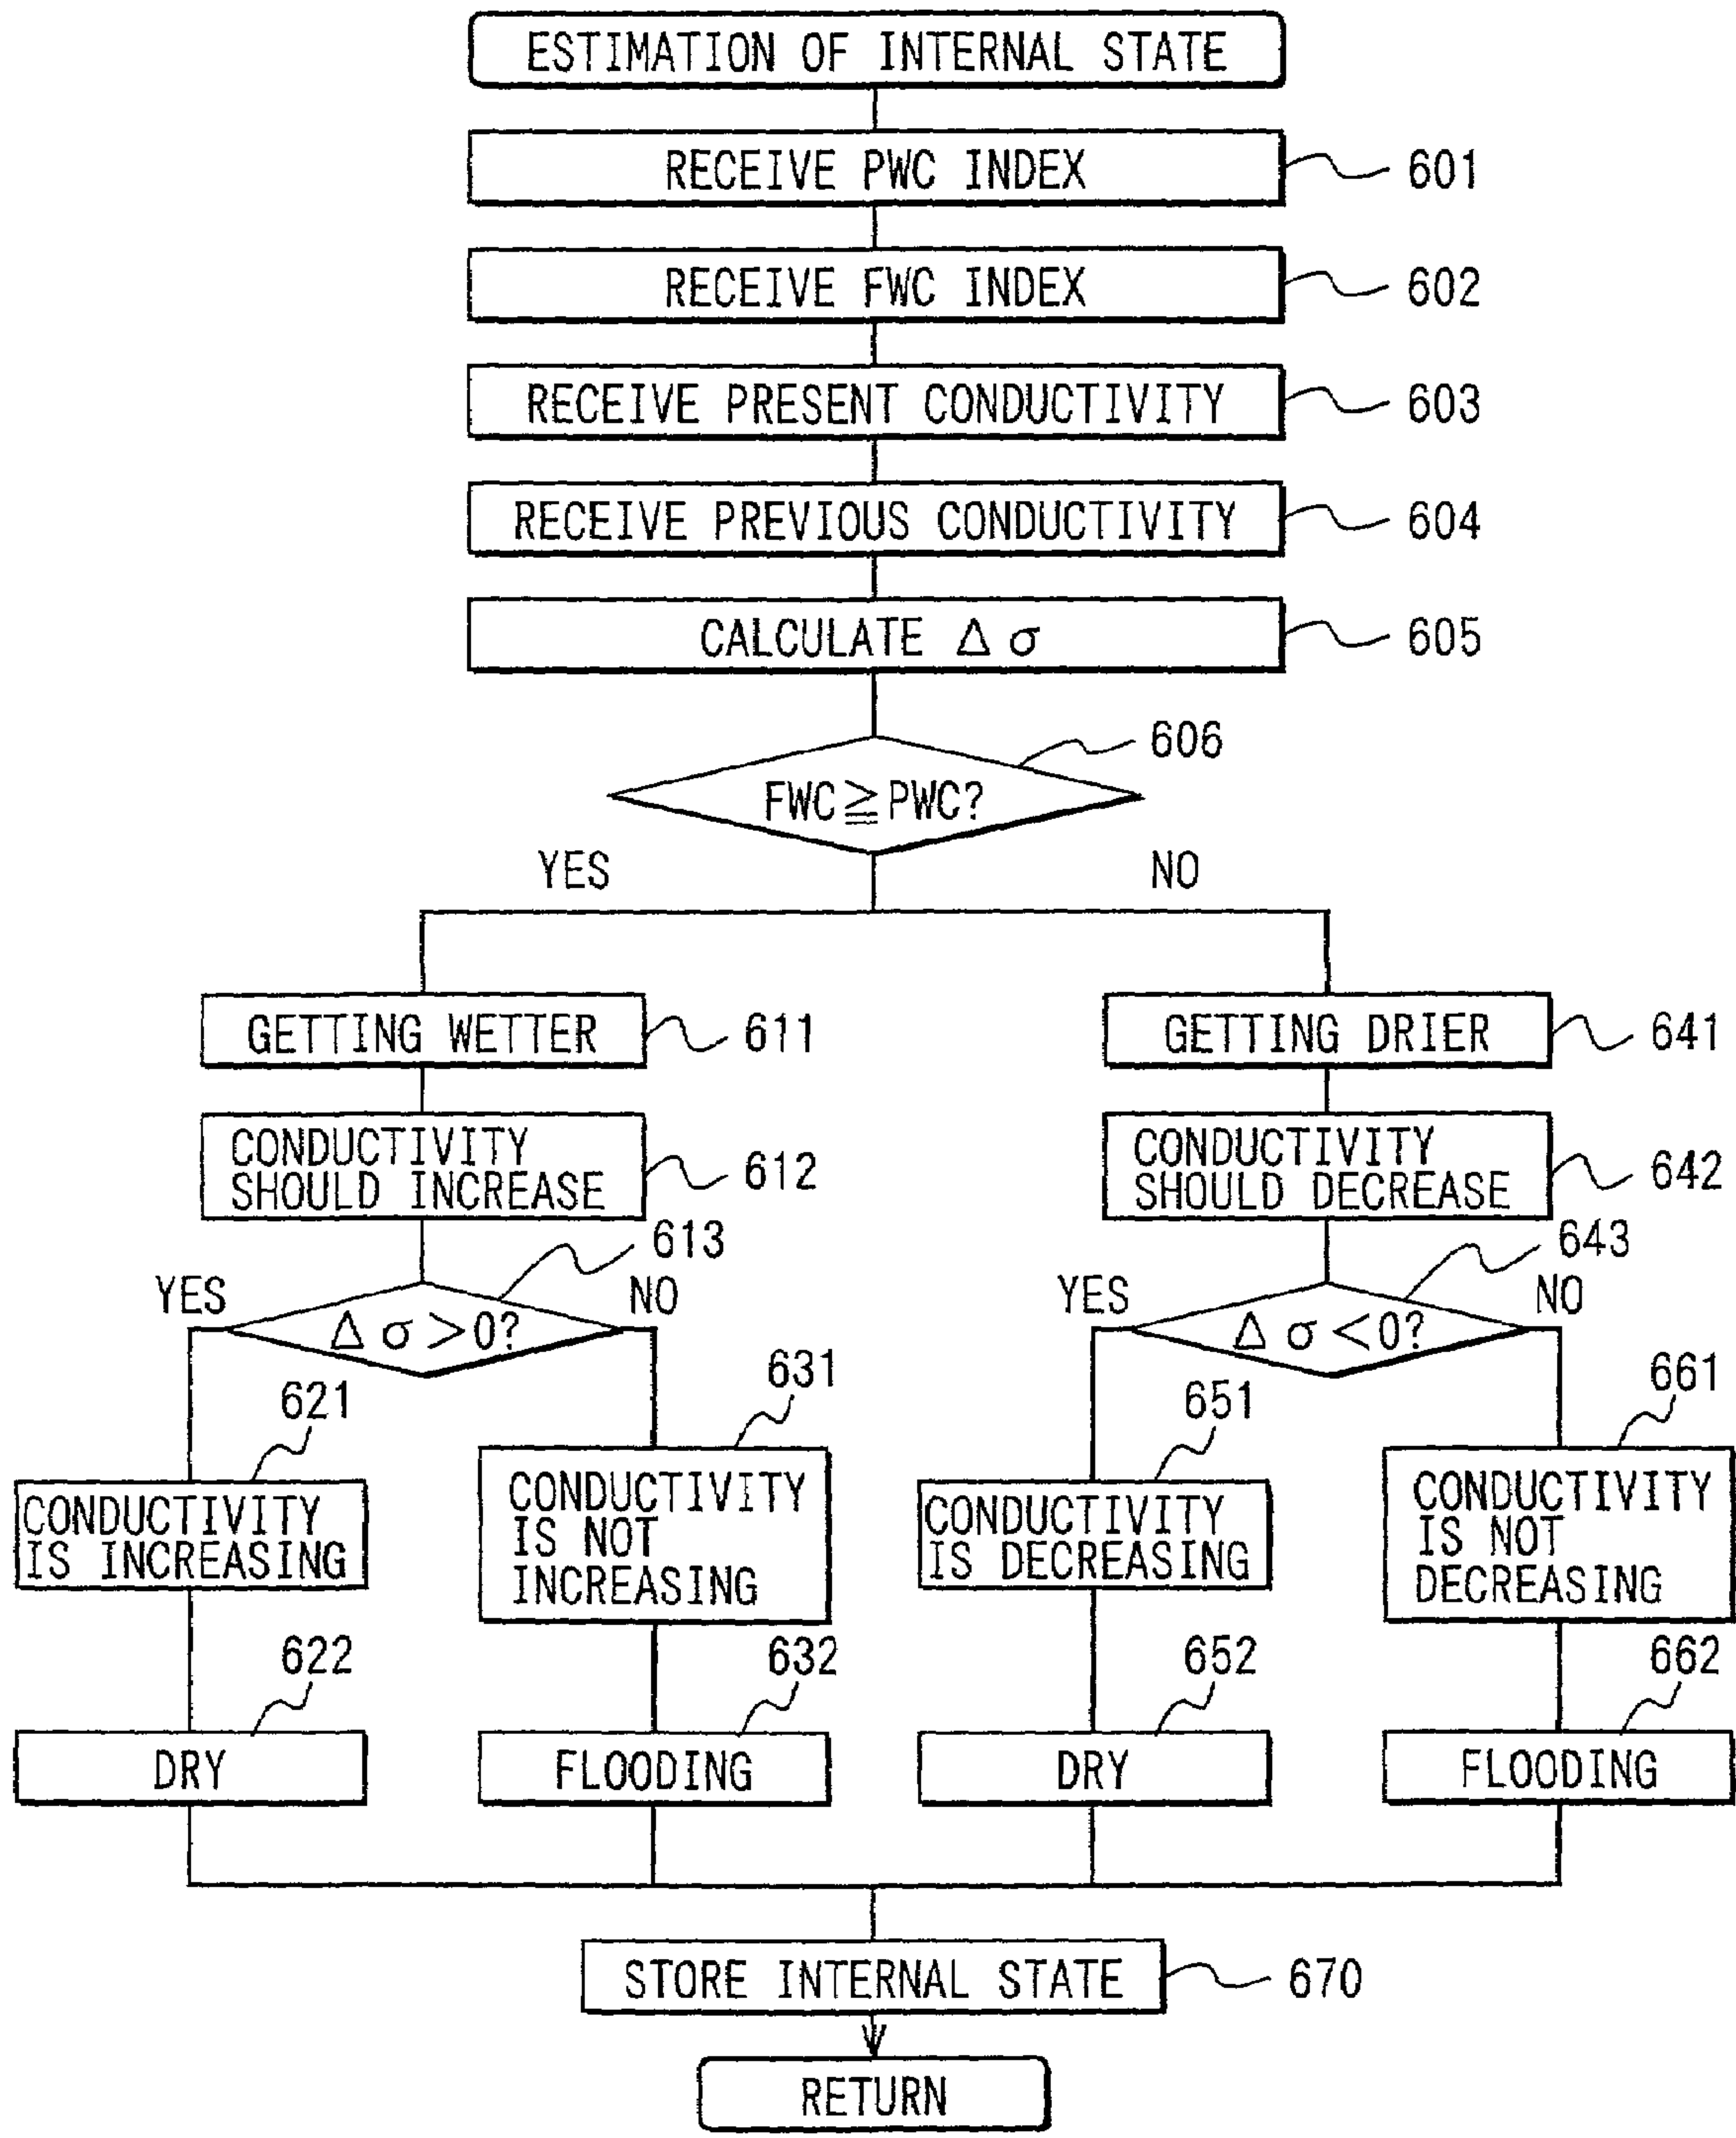 ESTIMATION OF INTERNAL STATE
RECEIVE PWC INDEX
601
RECEIVE FWC INDEX
602
RECEIVE PRESENT CONDUCTIVITY
603
RECEIVE PREVIOUS CONDUCTIVITY
604
CALCULATE Δσ
605
606
FWC≧PWC?
YES
NO
GETTING WETTER
611
GETTING DRIER
641
CONDUCTIVITY
SHOULD INCREASE
612
CONDUCTIVITY
SHOULD DECREASE
642
613
YES
NO
Δσ>0?
643
YES
NO
Δσ<0?
621
CONDUCTIVITY
IS INCREASING
631
CONDUCTIVITY
IS NOT
INCREASING
651
CONDUCTIVITY
IS DECREASING
661
CONDUCTIVITY
IS NOT
DECREASING
622
DRY
632
FLOODING
652
DRY
662
FLOODING
STORE INTERNAL STATE
670
RETURN